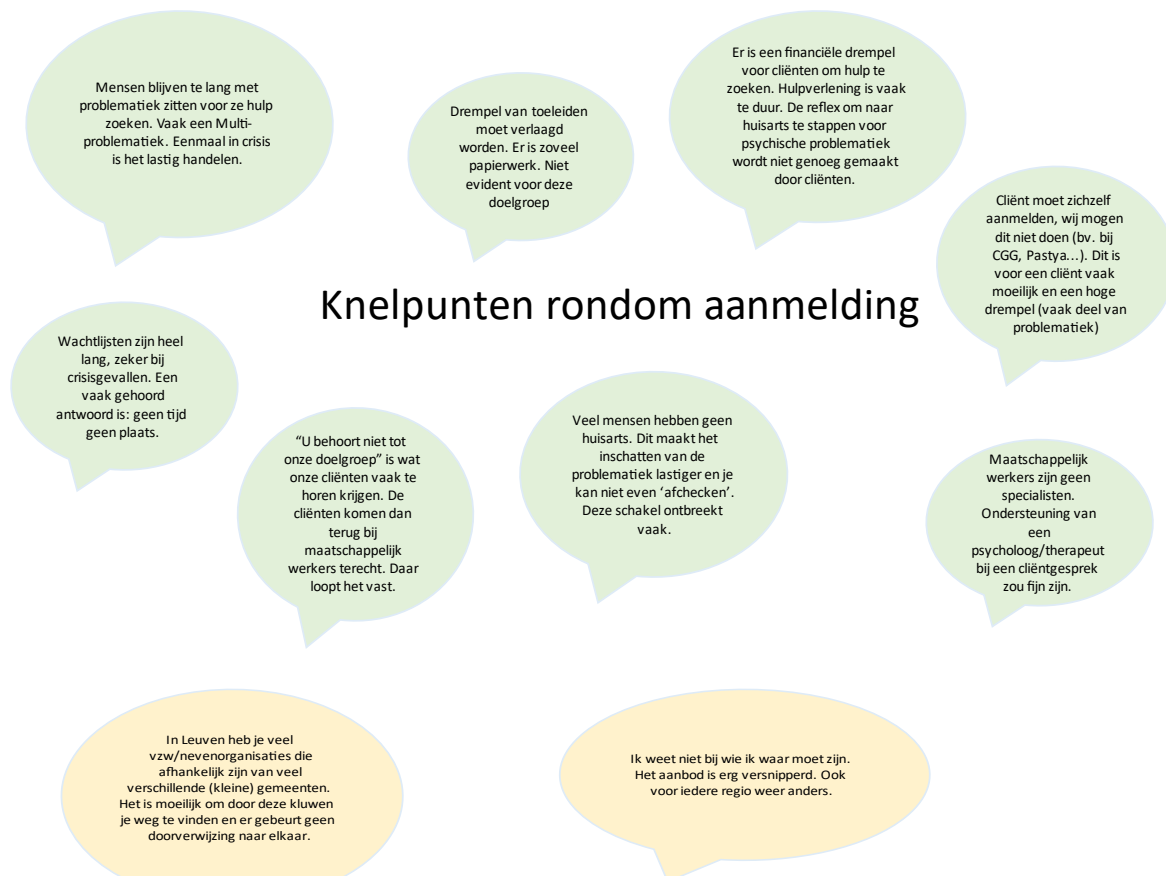 Mensen blijven te lang met
problematiek zitten voor ze hulp
zoeken. Vaak een Multi-
problematiek. Eenmaal in crisis
is het lastig handelen.
Drempel van toeleiden
moet verlaagd
worden. Er is zoveel
papierwerk. Niet
evident voor deze
doelgroep
Er is een financiële drempel
voor cliënten om hulp te
zoeken. Hulpverlening is vaak
te duur. De reflex om naar
huisarts te stappen voor
psychische problematiek
wordt niet genoeg gemaakt
door cliënten.
Cliënt moet zichzelf
aanmelden, wij mogen
dit niet doen (bv. bij
CGG, Pastya...). Dit is
voor een cliënt vaak
moeilijk en een hoge
drempel (vaak deel van
problematiek)
Knelpunten rondom aanmelding
Wachtlijsten zijn heel
lang, zeker bij
crisisgevallen. Een
vaak gehoord
antwoord is: geen tijd
geen plaats.
“U behoort niet tot
onze doelgroep” is wat
onze cliënten vaak te
horen krijgen. De
cliënten komen dan
terug bij
maatschappelijk
werkers terecht. Daar
loopt het vast.
Veel mensen hebben geen
huisarts. Dit maakt het
inschatten van de
problematiek lastiger en je
kan niet even ‘afchecken’.
Deze schakel ontbreekt
vaak.
Maatschappelijk
werkers zijn geen
specialisten.
Ondersteuning van
een
psycholoog/therapeut
bij een cliëntgesprek
zou fijn zijn.
In Leuven heb je veel
vzw/nevenorganisaties die
afhankelijk zijn van veel
verschillende (kleine) gemeenten.
Het is moeilijk om door deze kluwen
je weg te vinden en er gebeurt geen
doorverwijzing naar elkaar.
Ik weet niet bij wie ik waar moet zijn.
Het aanbod is erg versnipperd. Ook
voor iedere regio weer anders.